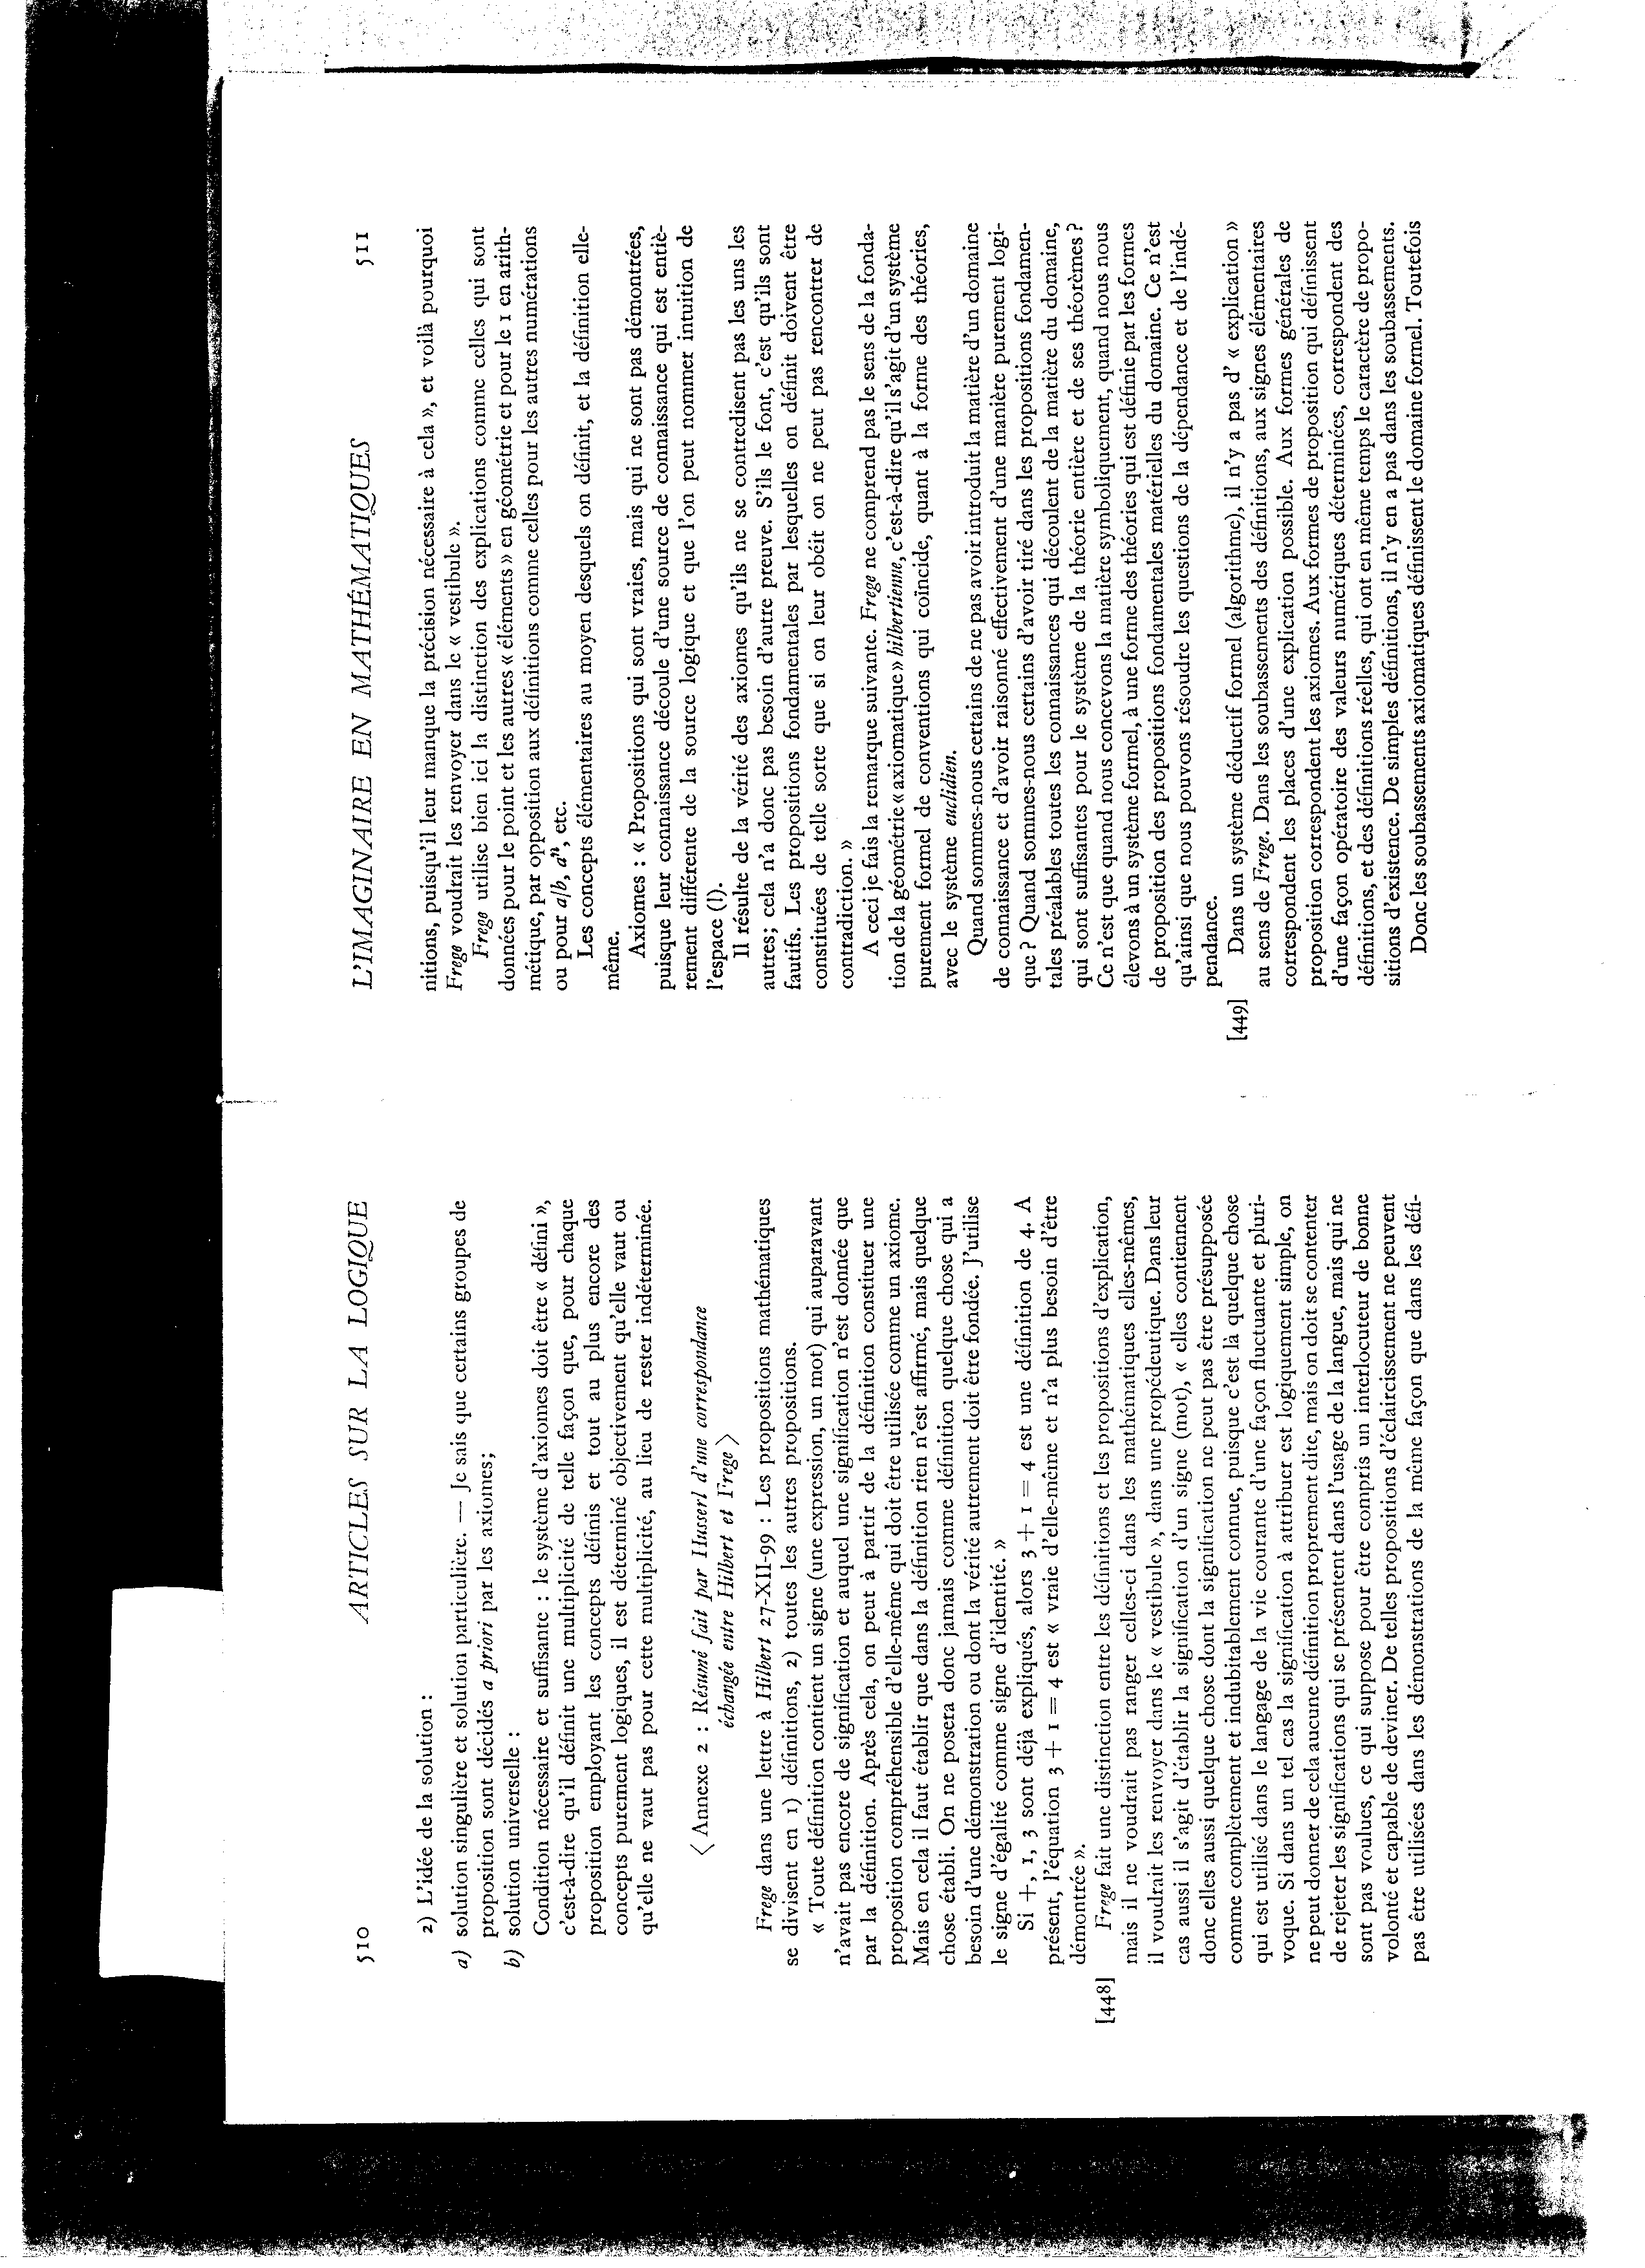 510 ARTICLES SUR LA LOGIQUE
2) L'idée de la solution :
a) solution singulière et solution particulière. — Je sais que certains groupes de
proposition sont décidés a priori par les axiomes;
b) solution universelle :
Condition nécessaire et suffisante : le système d'axiomes doit être « défini »,
c'est-à-dire qu'il définit une multiplicité de telle façon que, pour chaque
proposition employant les concepts définis et tout au plus encore des
concepts purement logiques, il est déterminé objectivement qu'elle vaut ou
qu'elle ne vaut pas pour cette multiplicité, au lieu de rester indéterminée.
〈 Annexe 2 : Résumé fait par Husserl d'une correspondance
échangée entre Hilbert et Frege 〉
Frege dans une lettre à Hilbert 27-XII-99 : Les propositions mathématiques
se divisent en 1) définitions, 2) toutes les autres propositions.
« Toute définition contient un signe (une expression, un mot) qui auparavant
n'avait pas encore de signification et auquel une signification n'est donnée que
par la définition. Après cela, on peut à partir de la définition constituer une
proposition compréhensible d'elle-même qui doit être utilisée comme un axiome.
Mais en cela il faut établir que dans la définition rien n'est affirmé, mais quelque
chose établi. On ne posera donc jamais comme définition quelque chose qui a
besoin d'une démonstration ou dont la vérité autrement doit être fondée. J'utilise
le signe d'égalité comme signe d'identité. »
Si +, 1, 3 sont déjà expliqués, alors 3 + 1 = 4 est une définition de 4. A
présent, l'équation 3 + 1 = 4 est « vraie d'elle-même et n'a plus besoin d'être
démontrée ».
[448] Frege fait une distinction entre les définitions et les propositions d'explication,
mais il ne voudrait pas ranger celles-ci dans les mathématiques elles-mêmes,
il voudrait les renvoyer dans le « vestibule », dans une propédeutique. Dans leur
cas aussi il s'agit d'établir la signification d'un signe (mot), « elles contiennent
donc elles aussi quelque chose dont la signification ne peut pas être présupposée
comme complètement et indubitablement connue, puisque c'est là quelque chose
qui est utilisé dans le langage de la vie courante d'une façon fluctuante et pluri-
voque. Si dans un tel cas la signification à attribuer est logiquement simple, on
ne peut donner de cela aucune définition proprement dite, mais on doit se contenter
de rejeter les significations qui se présentent dans l'usage de la langue, mais qui ne
sont pas voulues, ce qui suppose pour être compris un interlocuteur de bonne
volonté et capable de deviner. De telles propositions d'éclaircissement ne peuvent
pas être utilisées dans les démonstrations de la même façon que dans les défi-
L'IMAGINAIRE EN MATHÉMATIQUES 511
nitions, puisqu'il leur manque la précision nécessaire à cela », et voilà pourquoi
Frege voudrait les renvoyer dans le « vestibule ».
Frege utilise bien ici la distinction des explications comme celles qui sont
données pour le point et les autres « éléments » en géométrie et pour le 1 en arith-
métique, par opposition aux définitions comme celles pour les autres numérations
ou pour a/b, aⁿ, etc.
Les concepts élémentaires au moyen desquels on définit, et la définition elle-
même.
Axiomes : « Propositions qui sont vraies, mais qui ne sont pas démontrées,
puisque leur connaissance découle d'une source de connaissance qui est entiè-
rement différente de la source logique et que l'on peut nommer intuition de
l'espace (!).
Il résulte de la vérité des axiomes qu'ils ne se contredisent pas les uns les
autres; cela n'a donc pas besoin d'autre preuve. S'ils le font, c'est qu'ils sont
fautifs. Les propositions fondamentales par lesquelles on définit doivent être
constituées de telle sorte que si on leur obéit on ne peut pas rencontrer de
contradiction. »
A ceci je fais la remarque suivante. Frege ne comprend pas le sens de la fonda-
tion de la géométrie « axiomatique » hilbertienne, c'est-à-dire qu'il s'agit d'un système
purement formel de conventions qui coïncide, quant à la forme des théories,
avec le système euclidien.
Quand sommes-nous certains de ne pas avoir introduit la matière d'un domaine
de connaissance et d'avoir raisonné effectivement d'une manière purement logi-
que ? Quand sommes-nous certains d'avoir tiré dans les propositions fondamen-
tales préalables toutes les connaissances qui découlent de la matière du domaine,
qui sont suffisantes pour le système de la théorie entière et de ses théorèmes ?
Ce n'est que quand nous concevons la matière symboliquement, quand nous nous
élevons à un système formel, à une forme des théories qui est définie par les formes
de proposition des propositions fondamentales matérielles du domaine. Ce n'est
qu'ainsi que nous pouvons résoudre les questions de la dépendance et de l'indé-
pendance.
[449] Dans un système déductif formel (algorithme), il n'y a pas d' « explication »
au sens de Frege. Dans les soubassements des définitions, aux signes élémentaires
correspondent les places d'une explication possible. Aux formes générales de
proposition correspondent les axiomes. Aux formes de proposition qui définissent
d'une façon opératoire des valeurs numériques déterminées, correspondent des
définitions, et des définitions réelles, qui ont en même temps le caractère de propo-
sitions d'existence. De simples définitions, il n'y en a pas dans les soubassements.
Donc les soubassements axiomatiques définissent le domaine formel. Toutefois